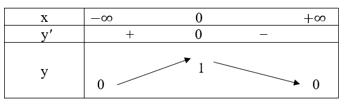 x −∞ 0 +∞
y′ + 0 −
y 0 1 0